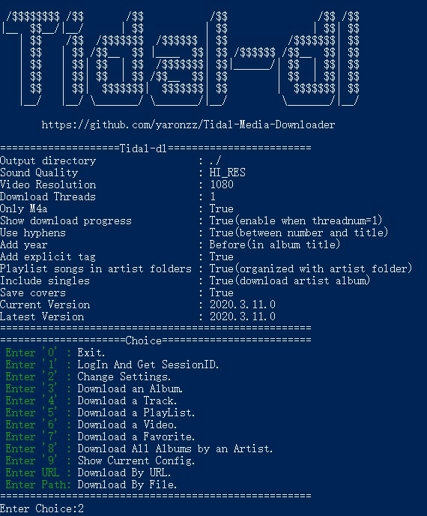 Tidal-dl
https://github.com/yaronzz/Tidal-Media-Downloader
====================Tidal-dl========================
Output directory : ./
Sound Quality : HI_RES
Video Resolution : 1080
Download Threads : 1
Only M4a : True
Show download progress : True(enable when threadnum=1)
Use hyphens : True(between number and title)
Add year : Before(in album title)
Add explicit tag : True
Playlist songs in artist folders : True(organized with artist folder)
Include singles : True(download artist album)
Save covers : True
Current Version : 2020.3.11.0
Latest Version : 2020.3.11.0
====================================================
=====================Choice=========================
Enter '0' : Exit.
Enter '1' : LogIn And Get SessionID.
Enter '2' : Change Settings.
Enter '3' : Download an Album.
Enter '4' : Download a Track.
Enter '5' : Download a PlayList.
Enter '6' : Download a Video.
Enter '7' : Download a Favorite.
Enter '8' : Download All Albums by an Artist.
Enter '9' : Show Current Config.
Enter URL : Download By URL.
Enter Path: Download By File.
====================================================
Enter Choice:2